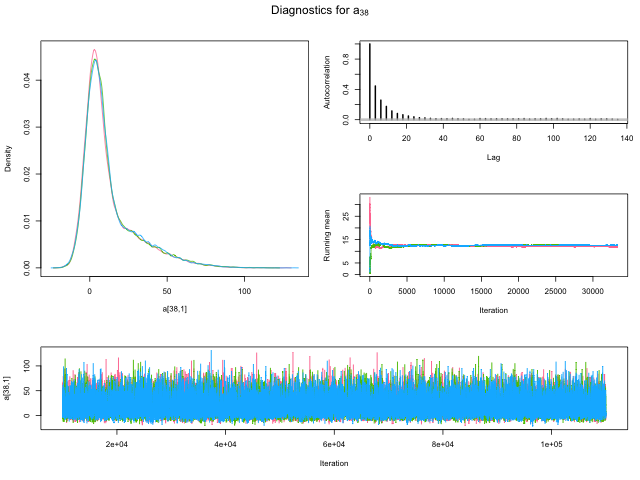 Diagnostics for a38
Density
0.00 0.01 0.02 0.03 0.04
0 50 100
a[38,1]
Autocorrelation
0.0 0.4 0.8
0 20 40 60 80 100 120 140
Lag
Running mean
0 5 15 25
0 5000 10000 15000 20000 25000 30000
Iteration
a[38,1]
0 50 100
2e+04 4e+04 6e+04 8e+04 1e+05
Iteration